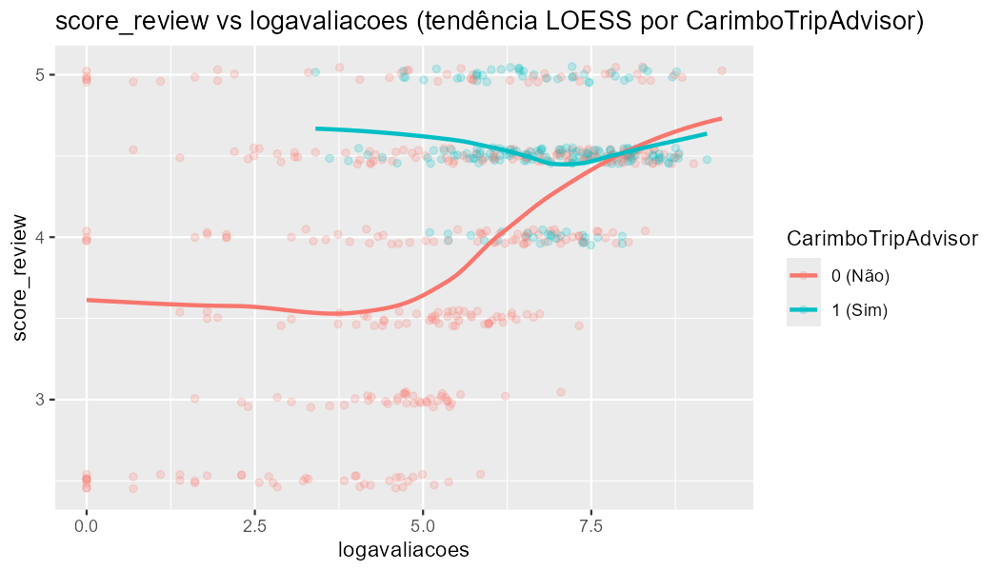 score_review vs logavaliacoes (tendência LOESS por CarimboTripAdvisor)
score_review
5
4
3
0.0 2.5 5.0 7.5
logavaliacoes
CarimboTripAdvisor
0 (Não)
1 (Sim)